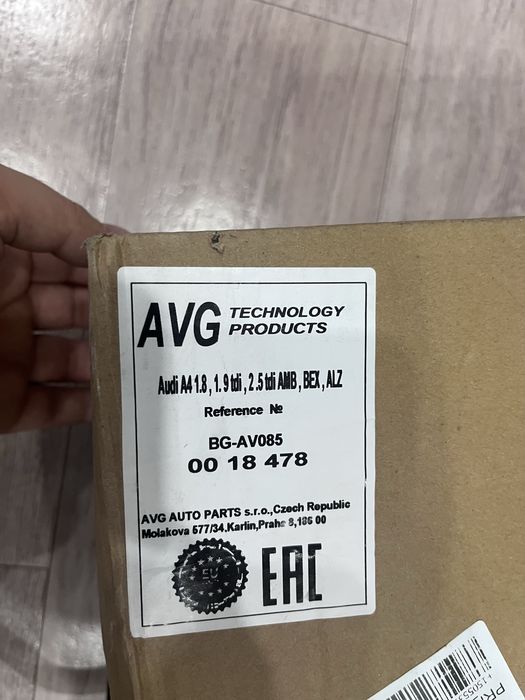 AVG TECHNOLOGY PRODUCTS
Audi A4 1.8 , 1.9 tdi , 2.5 tdi AMB , BEX , ALZ
Reference №
BG-AV085
00 18 478
AVG AUTO PARTS s.r.o.,Czech Republic
Molakova 577/34,Karlin,Praha 8,186 00
EU
EAC